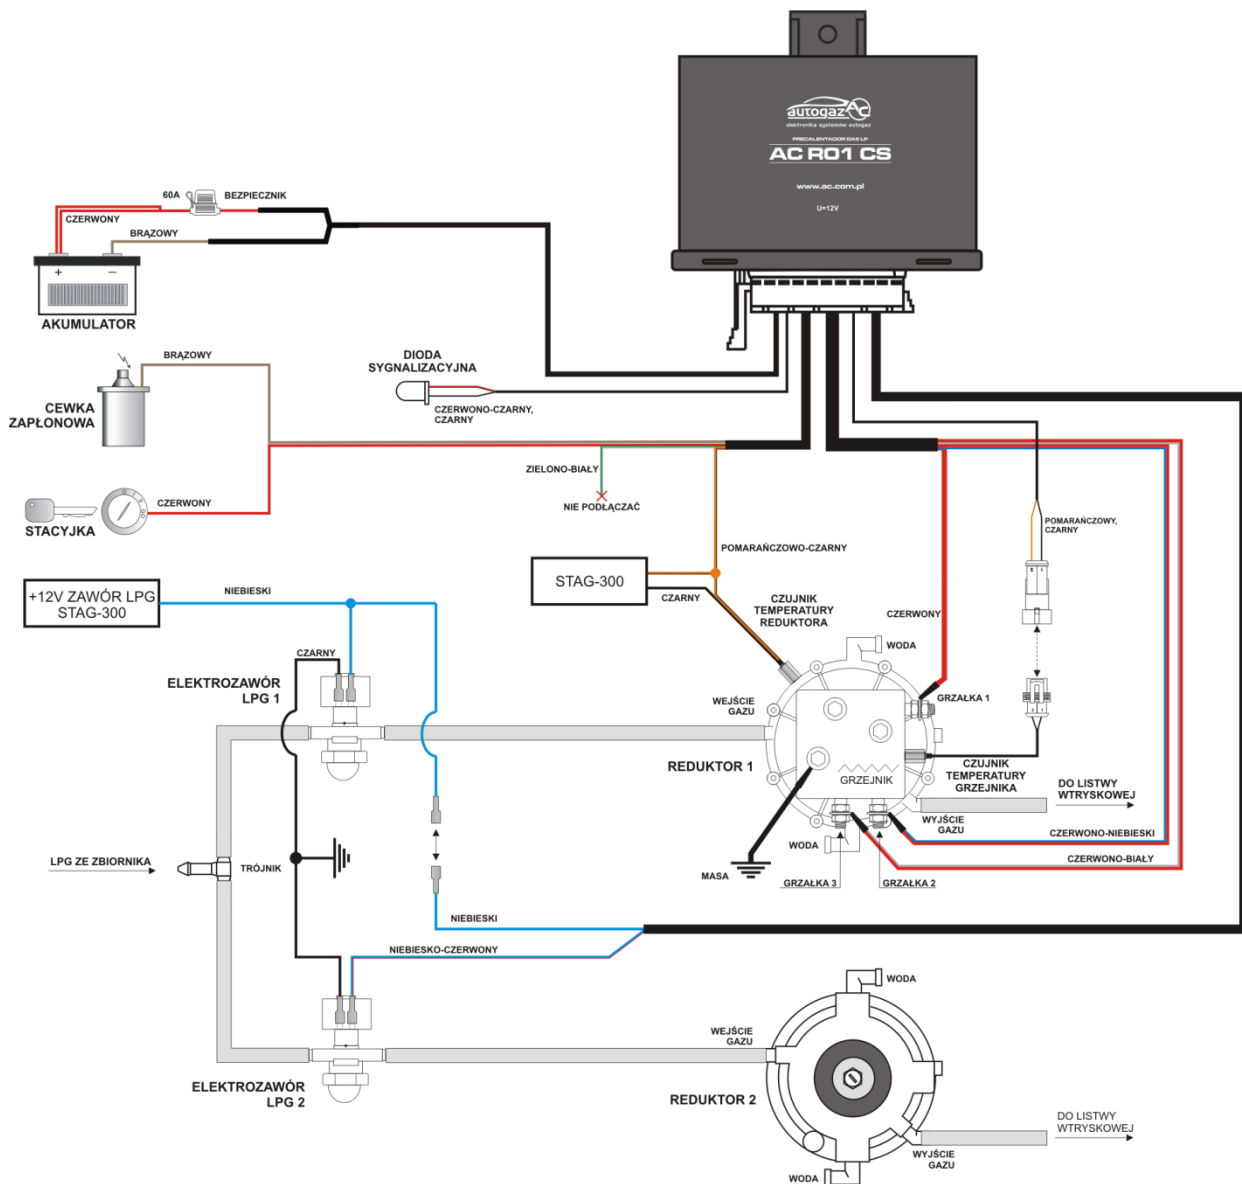 autogaz AC
elektronika systemów autogaz
PRECALENTADOR GAS LP
AC R01 CS
www.ac.com.pl
U=12V
60A
BEZPIECZNIK
CZERWONY
BRĄZOWY
+ −
AKUMULATOR
BRĄZOWY
CEWKA
ZAPŁONOWA
DIODA
SYGNALIZACYJNA
CZERWONO-CZARNY,
CZARNY
ZIELONO-BIAŁY
NIE PODŁĄCZAĆ
CZERWONY
STACYJKA
POMARAŃCZOWY,
CZARNY
POMARAŃCZOWO-CZARNY
STAG-300
CZARNY
CZUJNIK
TEMPERATURY
REDUKTORA
CZERWONY
+12V ZAWÓR LPG
STAG-300
NIEBIESKI
CZARNY
ELEKTROZAWÓR
LPG 1
WODA
WEJŚCIE
GAZU
GRZAŁKA 1
REDUKTOR 1
GRZEJNIK
CZUJNIK
TEMPERATURY
GRZEJNIKA
DO LISTWY
WTRYSKOWEJ
WYJŚCIE
GAZU
CZERWONO-NIEBIESKI
WODA
CZERWONO-BIAŁY
MASA
GRZAŁKA 3
GRZAŁKA 2
LPG ZE ZBIORNIKA
TRÓJNIK
NIEBIESKI
NIEBIESKO-CZERWONY
WODA
WEJŚCIE
GAZU
ELEKTROZAWÓR
LPG 2
REDUKTOR 2
DO LISTWY
WTRYSKOWEJ
WYJŚCIE
GAZU
WODA